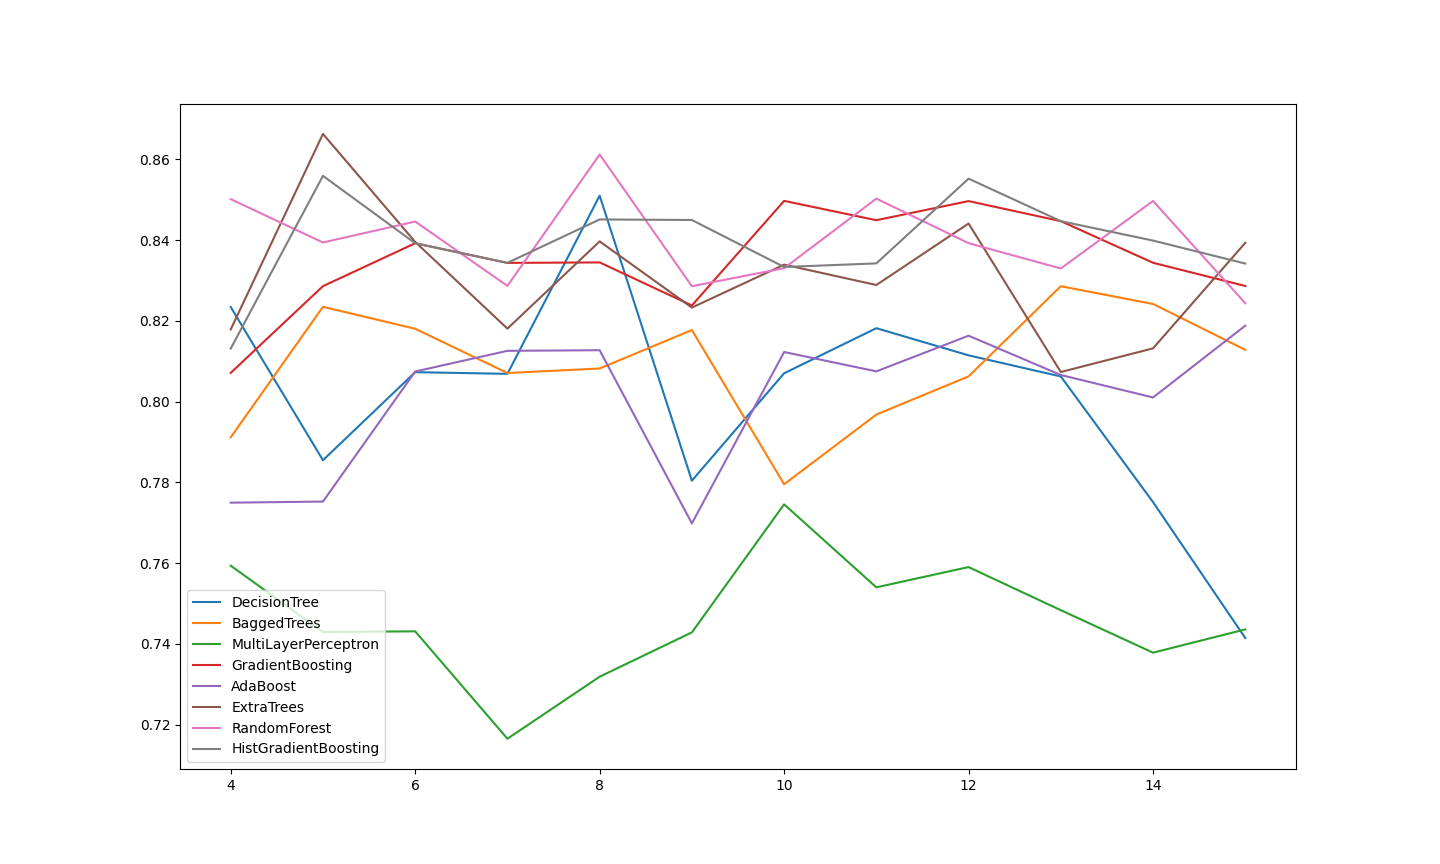 0.86
0.84
0.82
0.80
0.78
0.76
0.74
0.72
DecisionTree
BaggedTrees
MultiLayerPerceptron
GradientBoosting
AdaBoost
ExtraTrees
RandomForest
HistGradientBoosting
4 6 8 10 12 14